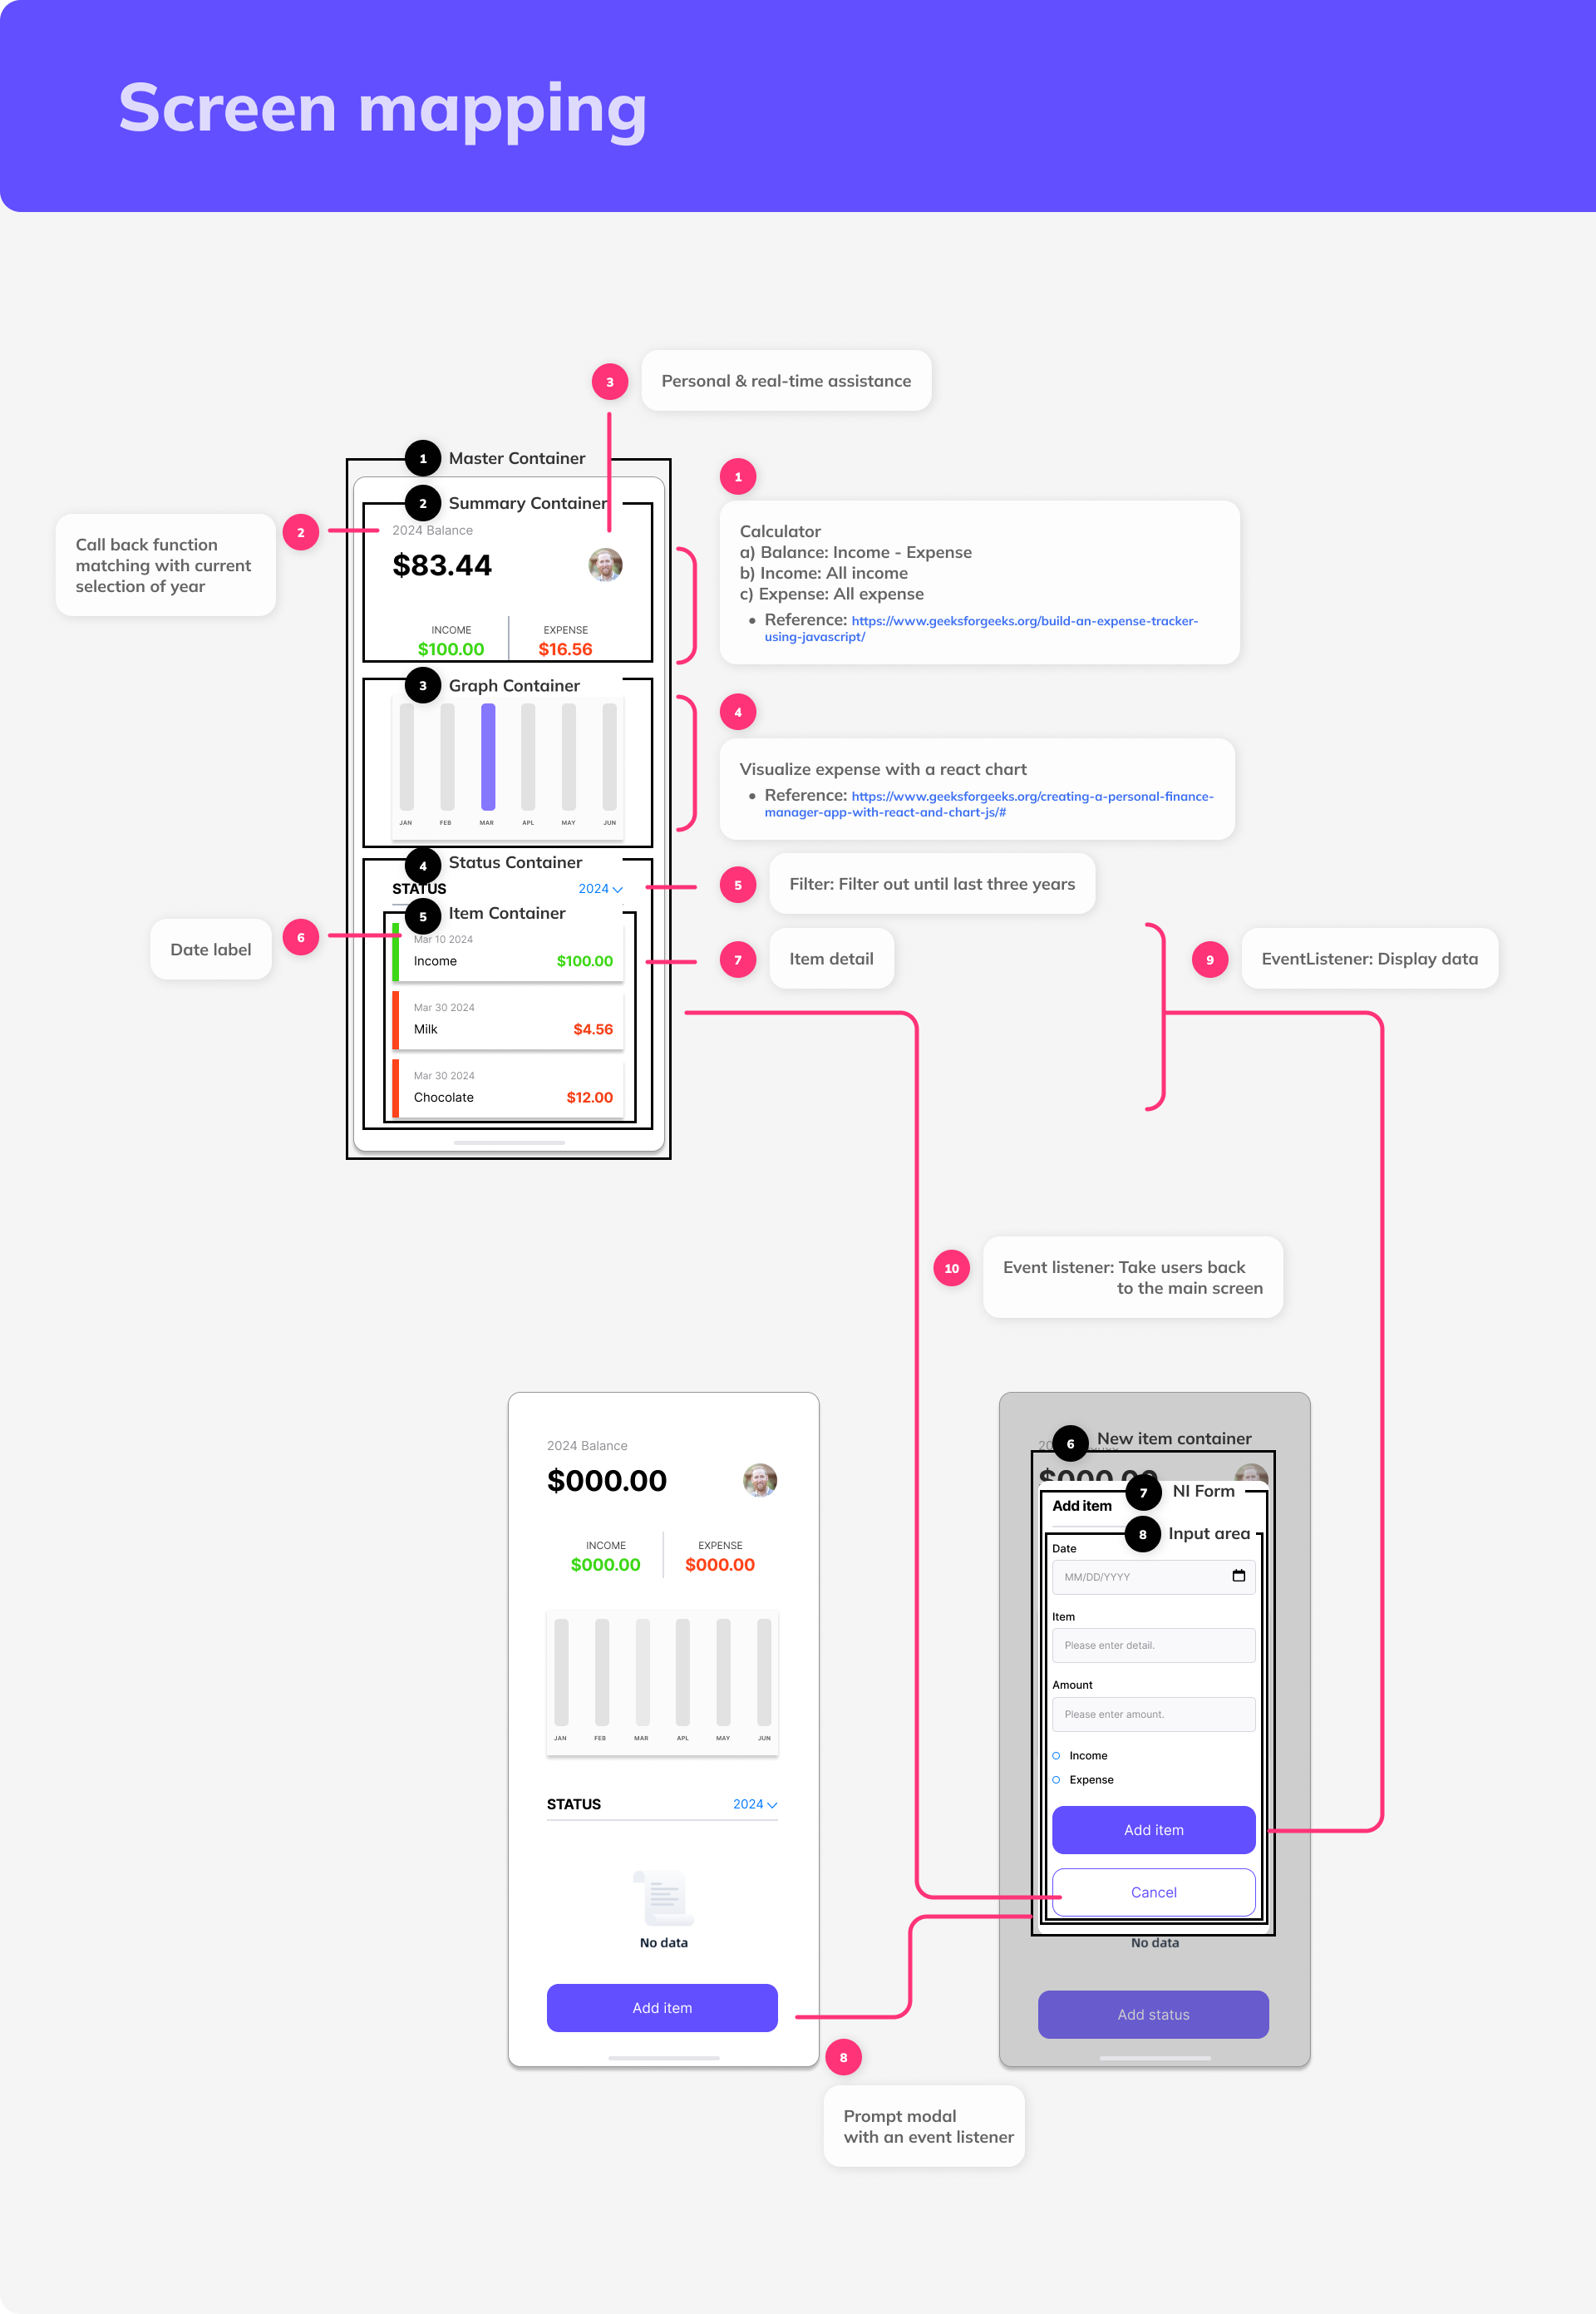 Screen mapping
3
Personal & real-time assistance
1
Master Container
2
Summary Container
2024 Balance
$83.44
INCOME
$100.00
EXPENSE
$16.56
2
Call back function
matching with current
selection of year
1
Calculator
a) Balance: Income - Expense
b) Income: All income
c) Expense: All expense
• Reference: https://www.geeksforgeeks.org/build-an-expense-tracker-
using-javascript/
3
Graph Container
JAN
FEB
MAR
APL
MAY
JUN
4
Visualize expense with a react chart
• Reference: https://www.geeksforgeeks.org/creating-a-personal-finance-
manager-app-with-react-and-chart-js/#
4
Status Container
STATUS
2024
5
Filter: Filter out until last three years
5
Item Container
6
Date label
Mar 10 2024
Income
$100.00
7
Item detail
9
EventListener: Display data
Mar 30 2024
Milk
$4.56
Mar 30 2024
Chocolate
$12.00
10
Event listener: Take users back
to the main screen
2024 Balance
$000.00
INCOME
$000.00
EXPENSE
$000.00
JAN
FEB
MAR
APL
MAY
JUN
STATUS
2024
No data
Add item
8
Prompt modal
with an event listener
6
New item container
$000.00
7
NI Form
Add item
8
Input area
Date
MM/DD/YYYY
Item
Please enter detail.
Amount
Please enter amount.
Income
Expense
Add item
Cancel
No data
Add status